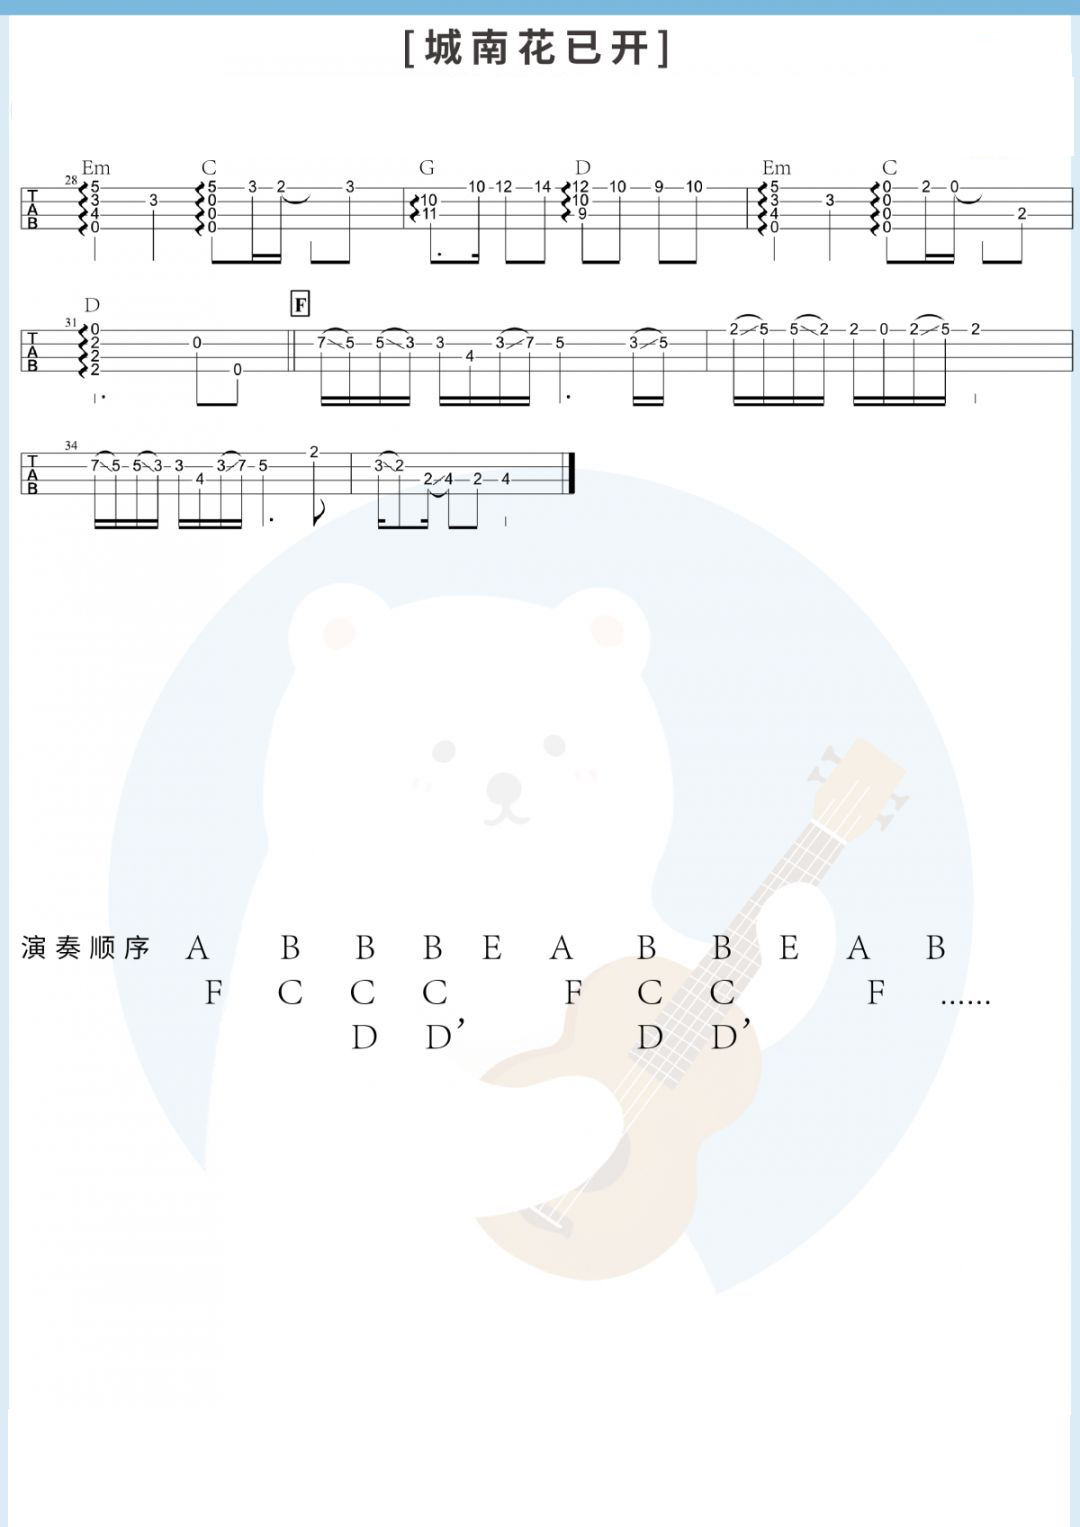 [城南花已开]
Em C G D Em C
28 5 3 5 3 2 3 10 12 14 12 10 9 10 5 3 0 2 0
T 3 0 10 10 3 0
A 4 0 11 9 4 0 2
B 0 0 0 0
D F
31 0 2 5 5 2 2 0 2 5 2
T 2 0 7 5 5 3 3 3 7 5 3 5
A 2 4
B 2 0
34 2
T 7 5 5 3 3 3 7 5 3 2
A 4 2 4 2 4
B
演奏顺序 A B B B E A B B E A B
F C C C F C C F ......
D D’ D D’